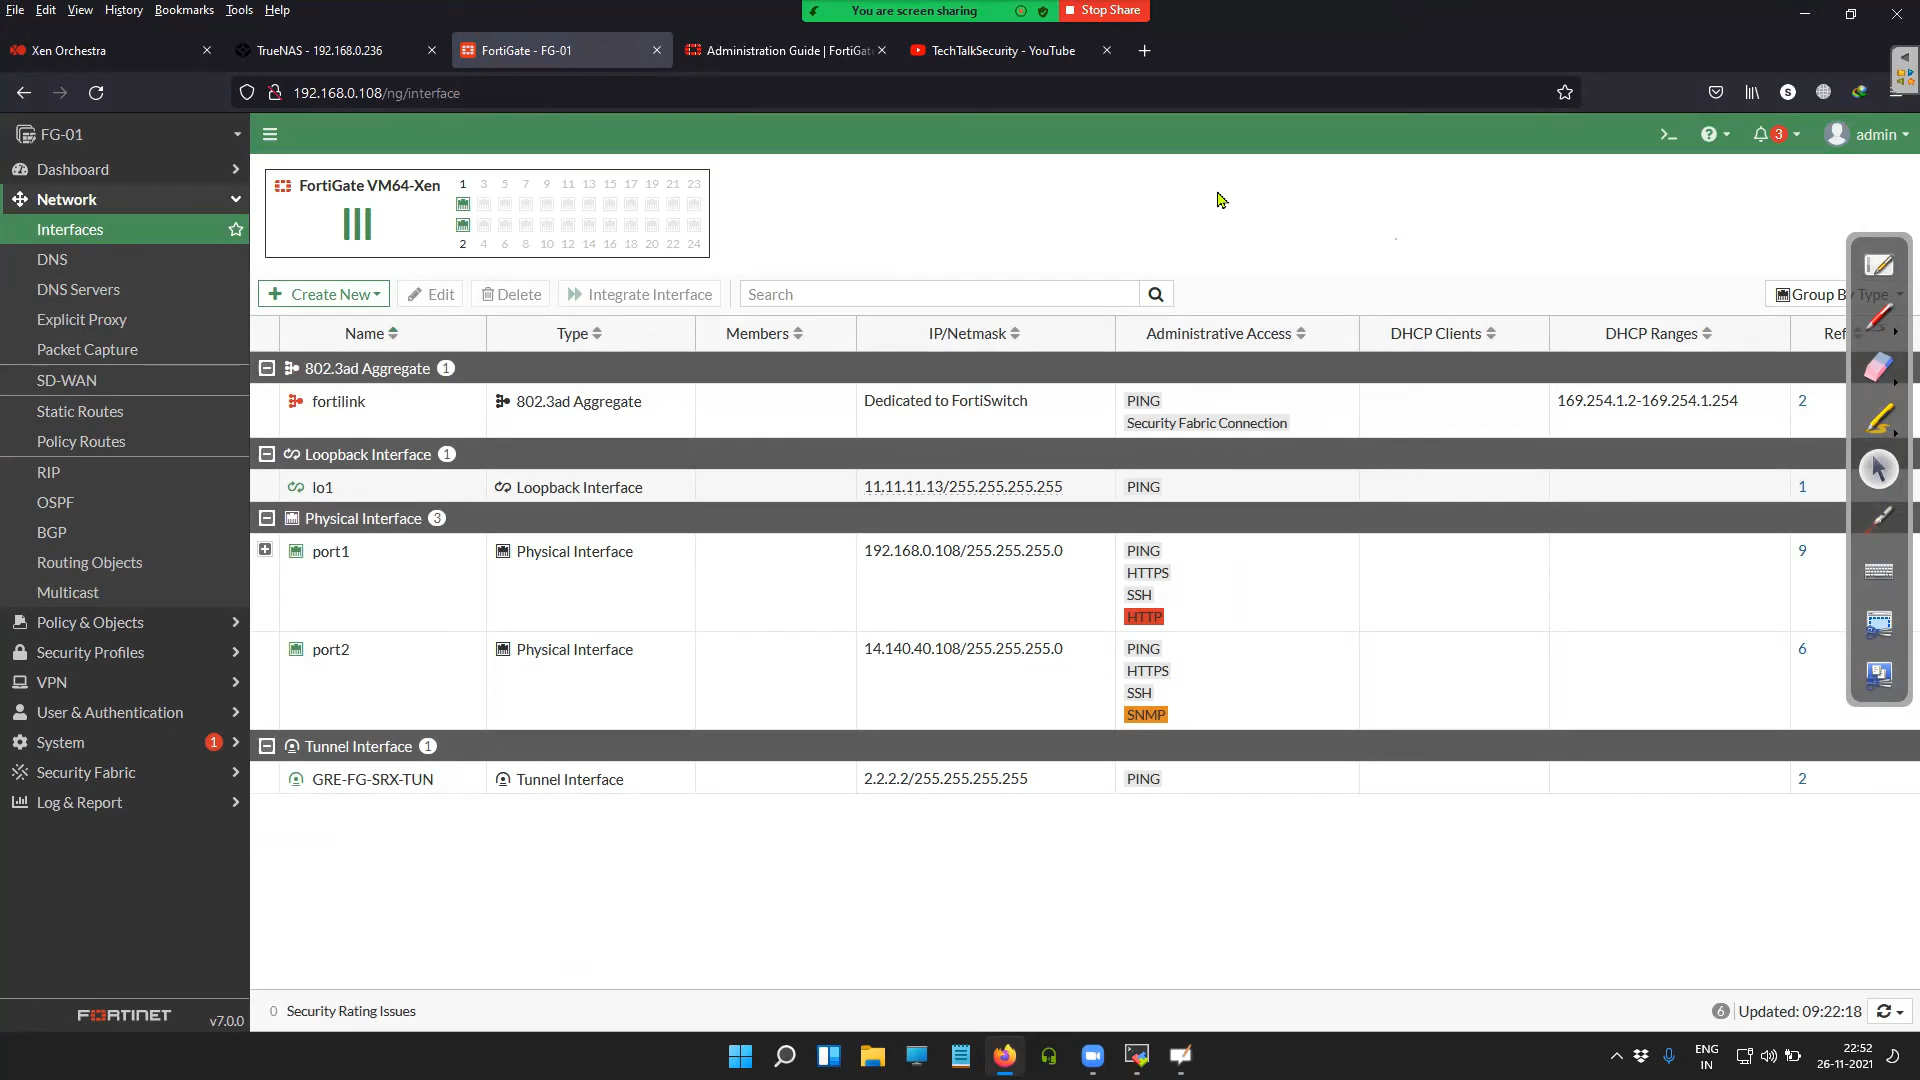 File Edit View History Bookmarks Tools Help
You are screen sharing Stop Share
Xen Orchestra
TrueNAS - 192.168.0.236
FortiGate - FG-01
Administration Guide | FortiGate
TechTalkSecurity - YouTube
192.168.0.108/ng/interface
FG-01
admin
3
Dashboard
Network
Interfaces
DNS
DNS Servers
Explicit Proxy
Packet Capture
SD-WAN
Static Routes
Policy Routes
RIP
OSPF
BGP
Routing Objects
Multicast
Policy & Objects
Security Profiles
VPN
User & Authentication
System 1
Security Fabric
Log & Report
FORTINET v7.0.0
FortiGate VM64-Xen
1 3 5 7 9 11 13 15 17 19 21 23
2 4 6 8 10 12 14 16 18 20 22 24
Create New Edit Delete Integrate Interface Search Group By Type
Name Type Members IP/Netmask Administrative Access DHCP Clients DHCP Ranges Ref
802.3ad Aggregate 1
fortilink 802.3ad Aggregate Dedicated to FortiSwitch PING 169.254.1.2-169.254.1.254 2
Security Fabric Connection
Loopback Interface 1
lo1 Loopback Interface 11.11.11.13/255.255.255.255 PING 1
Physical Interface 3
port1 Physical Interface 192.168.0.108/255.255.255.0 PING 9
HTTPS
SSH
HTTP
port2 Physical Interface 14.140.40.108/255.255.255.0 PING 6
HTTPS
SSH
SNMP
Tunnel Interface 1
GRE-FG-SRX-TUN Tunnel Interface 2.2.2.2/255.255.255.255 PING 2
0 Security Rating Issues
6 Updated: 09:22:18
ENG
IN
22:52
26-11-2021